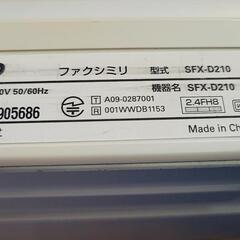 ファクシミリ 型式 SFX-D210
0V 50/60Hz 機器名 SFX-D210
905686 T A09-0287001 2.4FH8
R 001WWDB1153
社 Made in Ch